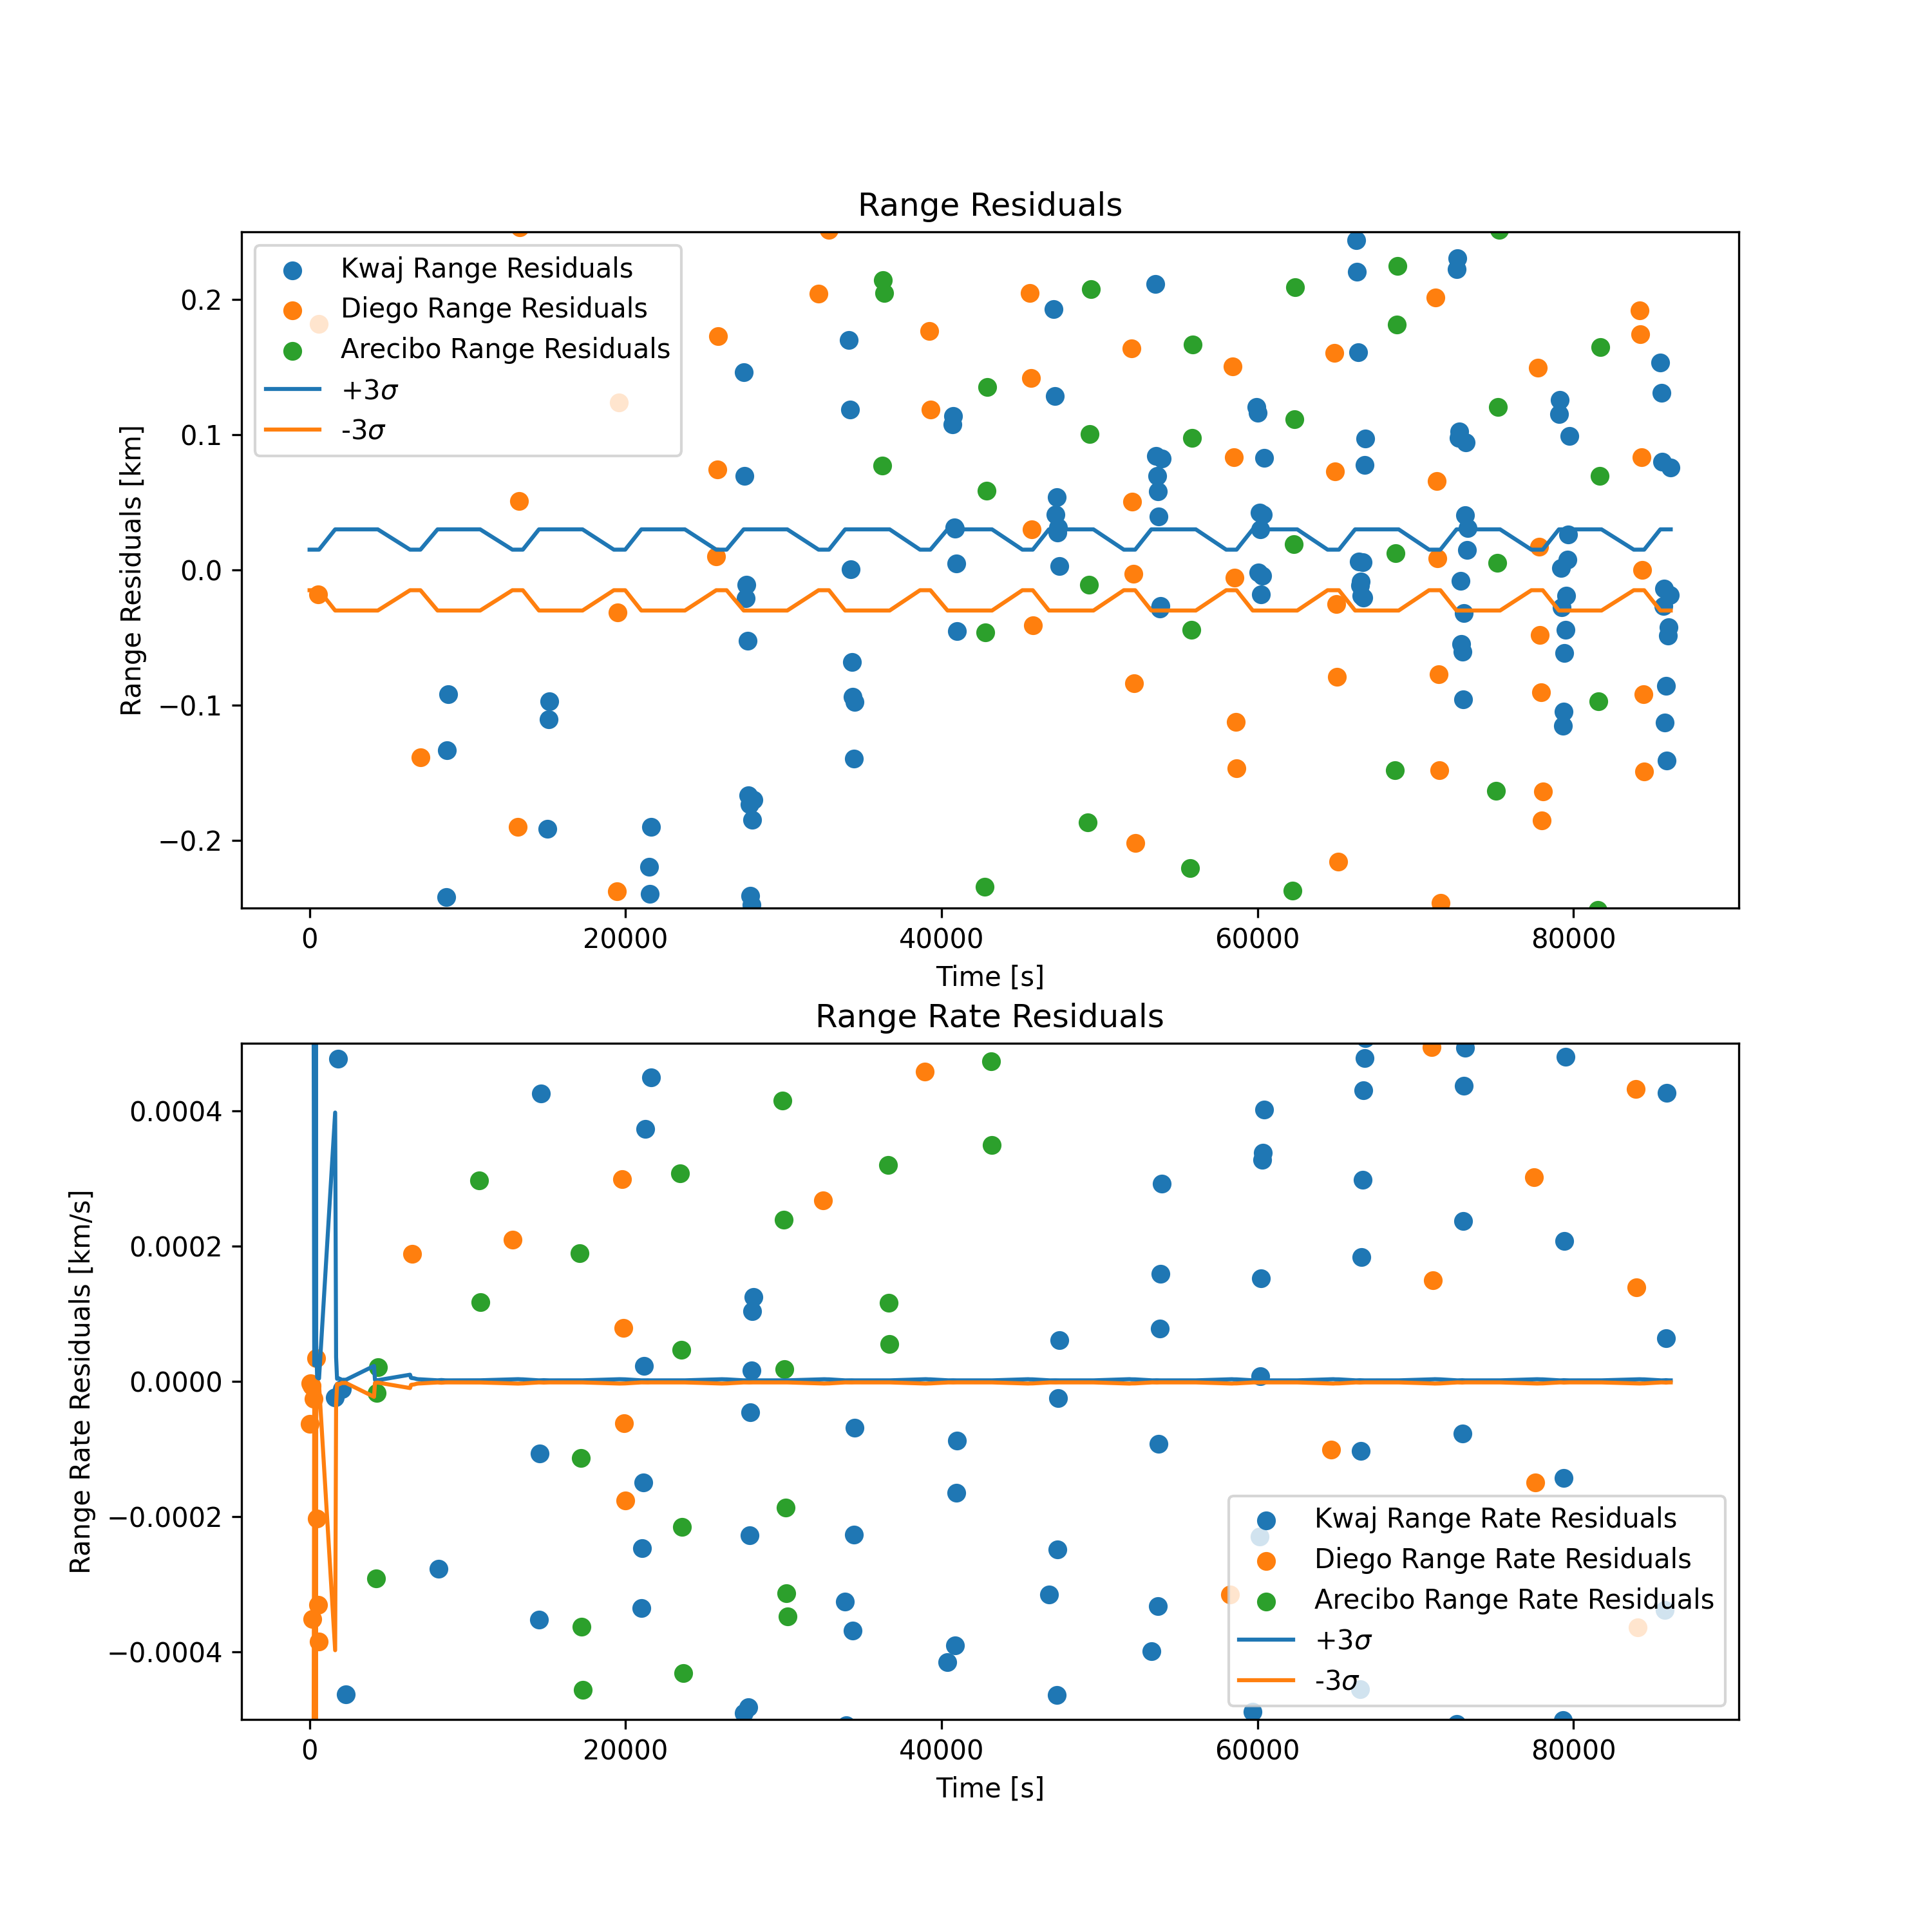 Range Residuals
Kwaj Range Residuals
Diego Range Residuals
Arecibo Range Residuals
+3σ
-3σ
Range Residuals [km]
0.2
0.1
0.0
−0.1
−0.2
0 20000 40000 60000 80000
Time [s]
Range Rate Residuals
Range Rate Residuals [km/s]
0.0004
0.0002
0.0000
−0.0002
−0.0004
Kwaj Range Rate Residuals
Diego Range Rate Residuals
Arecibo Range Rate Residuals
+3σ
-3σ
0 20000 40000 60000 80000
Time [s]